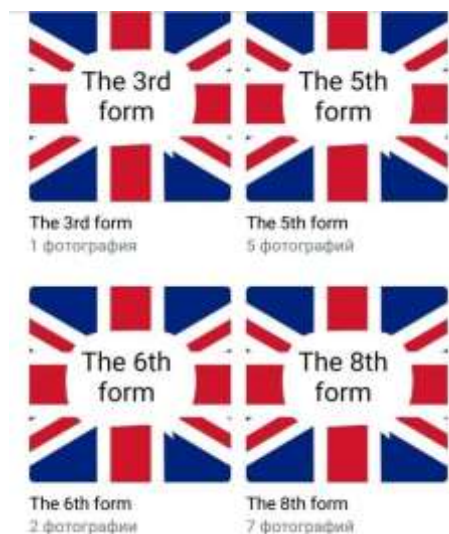 The 3rd
form
The 5th
form
The 3rd form
1 фотография
The 5th form
5 фотографий
The 6th
form
The 8th
form
The 6th form
2 фотографии
The 8th form
7 фотографий